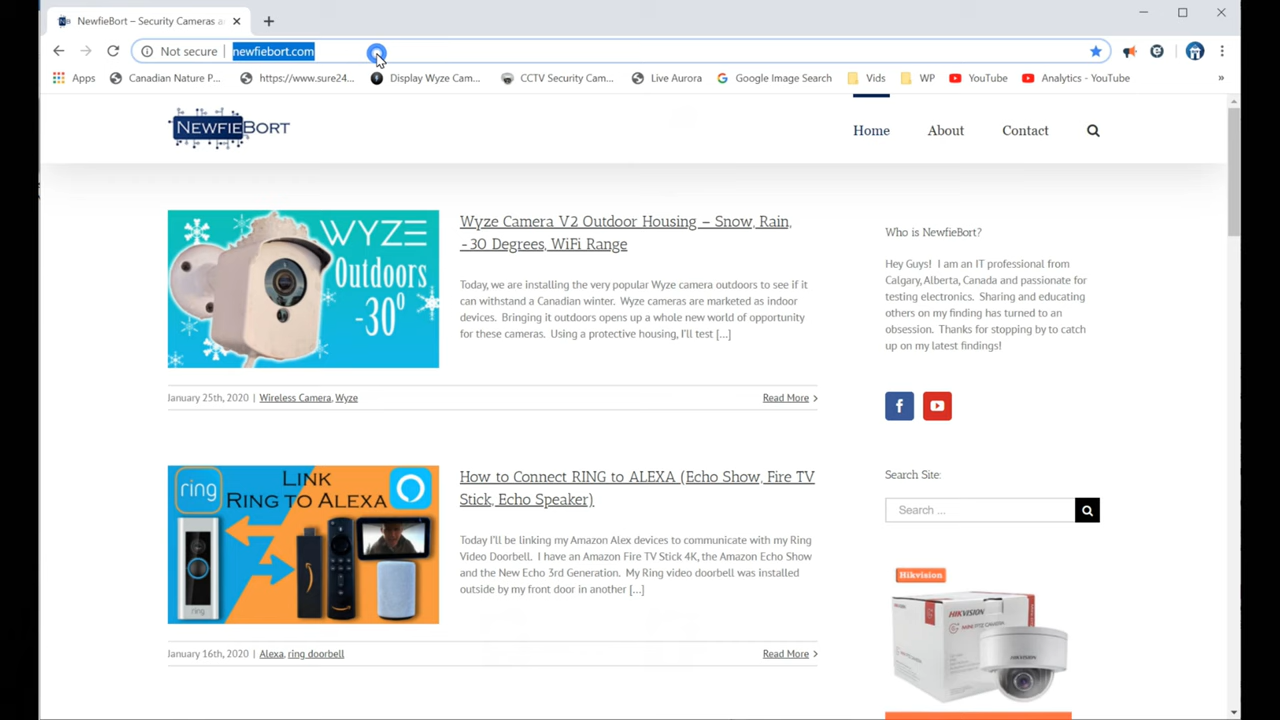 NewfieBort – Security Cameras a
Not secure | newfiebort.com
Apps
Canadian Nature P...
https://www.sure24...
Display Wyze Cam...
CCTV Security Cam...
Live Aurora
Google Image Search
Vids
WP
YouTube
Analytics - YouTube
»
NEWFIEBORT
Home
About
Contact
WYZE
Outdoors
-30°
Wyze Camera V2 Outdoor Housing – Snow, Rain,
-30 Degrees, WiFi Range
Today, we are installing the very popular Wyze camera outdoors to see if it
can withstand a Canadian winter. Wyze cameras are marketed as indoor
devices. Bringing it outdoors opens up a whole new world of opportunity
for these cameras. Using a protective housing, I'll test [...]
January 25th, 2020 | Wireless Camera, Wyze
Read More >
ring
LINK
RING TO ALEXA
ring
How to Connect RING to ALEXA (Echo Show, Fire TV
Stick, Echo Speaker)
Today I'll be linking my Amazon Alex devices to communicate with my Ring
Video Doorbell. I have an Amazon Fire TV Stick 4K, the Amazon Echo Show
and the New Echo 3rd Generation. My Ring video doorbell was installed
outside by my front door in another [...]
January 16th, 2020 | Alexa, ring doorbell
Read More >
Who is NewfieBort?
Hey Guys! I am an IT professional from
Calgary, Alberta, Canada and passionate for
testing electronics. Sharing and educating
others on my finding has turned to an
obsession. Thanks for stopping by to catch
up on my latest findings!
Search Site:
Search ...
Hikvision
HIKVISION